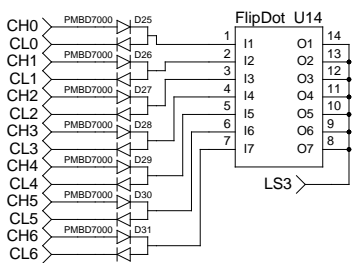 FlipDot U14
CH0 PMBD7000 D25
CL0
CH1 PMBD7000 D26
CL1
CH2 PMBD7000 D27
CL2
CH3 PMBD7000 D28
CL3
CH4 PMBD7000 D29
CL4
CH5 PMBD7000 D30
CL5
CH6 PMBD7000 D31
CL6
1 I1 O1 14
2 I2 O2 13
3 I3 O3 12
4 I4 O4 11
5 I5 O5 10
6 I6 O6 9
7 I7 O7 8
LS3